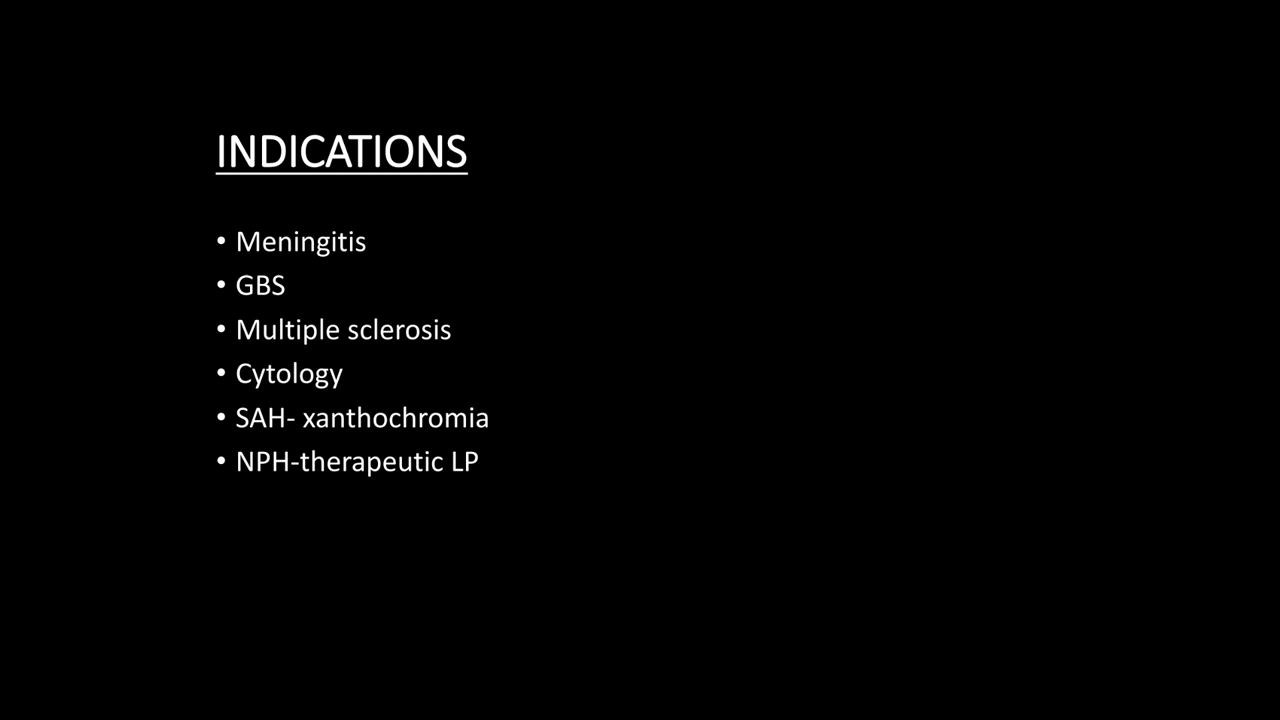 INDICATIONS
• Meningitis
• GBS
• Multiple sclerosis
• Cytology
• SAH- xanthochromia
• NPH-therapeutic LP